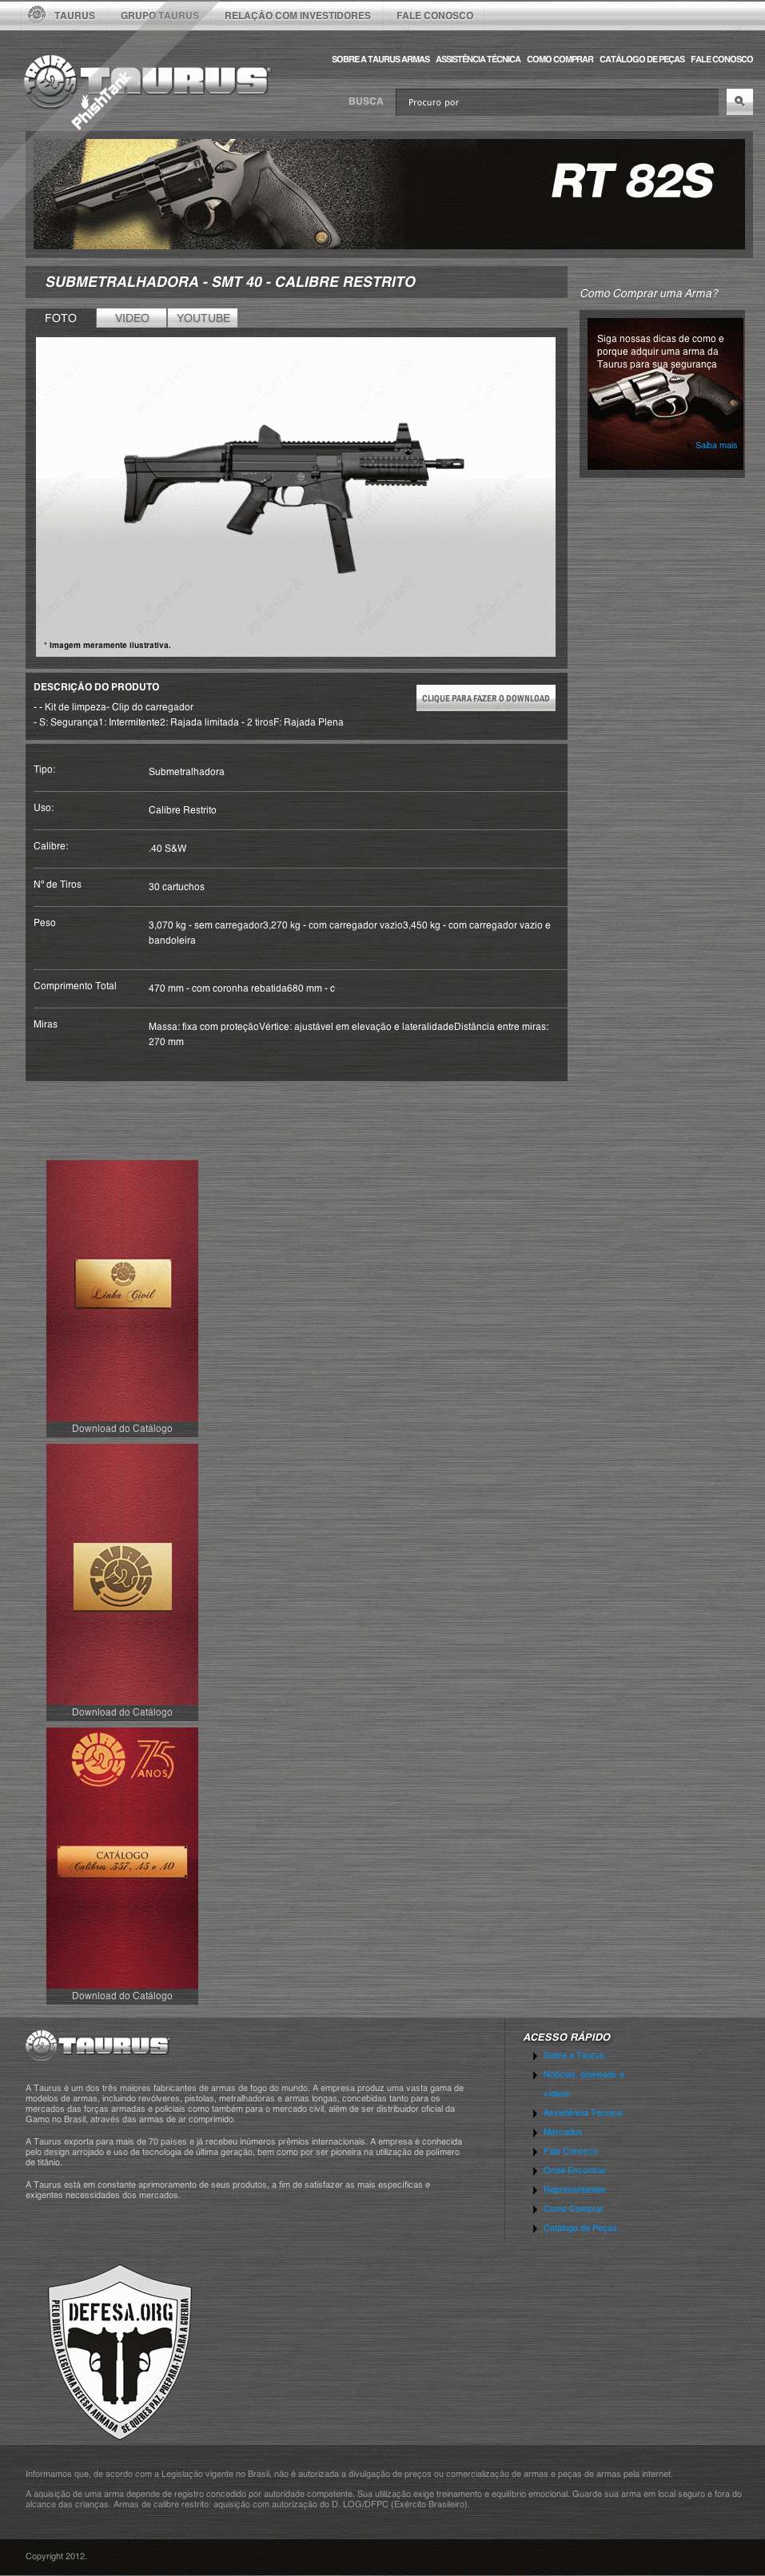 TAURUS GRUPO TAURUS RELAÇÃO COM INVESTIDORES FALE CONOSCO
SOBRE A TAURUS ARMAS ASSISTÊNCIA TÉCNICA COMO COMPRAR CATÁLOGO DE PEÇAS FALE CONOSCO
TAURUS
PhishTank
BUSCA Procuro por
RT 82S
SUBMETRALHADORA - SMT 40 - CALIBRE RESTRITO
Como Comprar uma Arma?
FOTO VIDEO YOUTUBE
Siga nossas dicas de como e
porque adquir uma arma da
Taurus para sua segurança
Saiba mais
* Imagem meramente ilustrativa.
DESCRIÇÃO DO PRODUTO
CLIQUE PARA FAZER O DOWNLOAD
- - Kit de limpeza- Clip do carregador
- S: Segurança1: Intermitente2: Rajada limitada - 2 tirosF: Rajada Plena
Tipo: Submetralhadora
Uso: Calibre Restrito
Calibre: .40 S&W
N° de Tiros 30 cartuchos
Peso 3,070 kg - sem carregador3,270 kg - com carregador vazio3,450 kg - com carregador vazio e
bandoleira
Comprimento Total 470 mm - com coronha rebatida680 mm - c
Miras Massa: fixa com proteçãoVértice: ajustável em elevação e lateralidadeDistância entre miras:
270 mm
Linha Civil
Download do Catálogo
TAURUS
Download do Catálogo
TAURUS 75
ANOS
CATÁLOGO
Calibres .357, .45 e .40
Download do Catálogo
TAURUS
A Taurus é um dos três maiores fabricantes de armas de fogo do mundo. A empresa produz uma vasta gama de
modelos de armas, incluindo revólveres, pistolas, metralhadoras e armas longas, concebidas tanto para os
mercados das forças armadas e policiais como também para o mercado civil, além de ser distribuidor oficial da
Gamo no Brasil, através das armas de ar comprimido.
A Taurus exporta para mais de 70 países e já recebeu inúmeros prêmios internacionais. A empresa é conhecida
pelo design arrojado e uso de tecnologia de última geração, bem como por ser pioneira na utilização de polímero
de titânio.
A Taurus está em constante aprimoramento de seus produtos, a fim de satisfazer as mais específicas e
exigentes necessidades dos mercados.
ACESSO RÁPIDO
Sobre a Taurus
Notícias, dowloads e
vídeos
Assistência Técnica
Mercados
Fale Conosco
Onde Encontrar
Representantes
Como Comprar
Catálogo de Peças
DEFESA.ORG
PELO DIREITO A LEGÍTIMA DEFESA ARMADA
SE QUERES PAZ, PREPARA-TE PARA A GUERRA
Informamos que, de acordo com a Legislação vigente no Brasil, não é autorizada a divulgação de preços ou comercialização de armas e peças de armas pela internet.
A aquisição de uma arma depende de registro concedido por autoridade competente. Sua utilização exige treinamento e equilíbrio emocional. Guarde sua arma em local seguro e fora do
alcance das crianças. Armas de calibre restrito: aquisição com autorização do D. LOG/DFPC (Exército Brasileiro).
Copyright 2012.